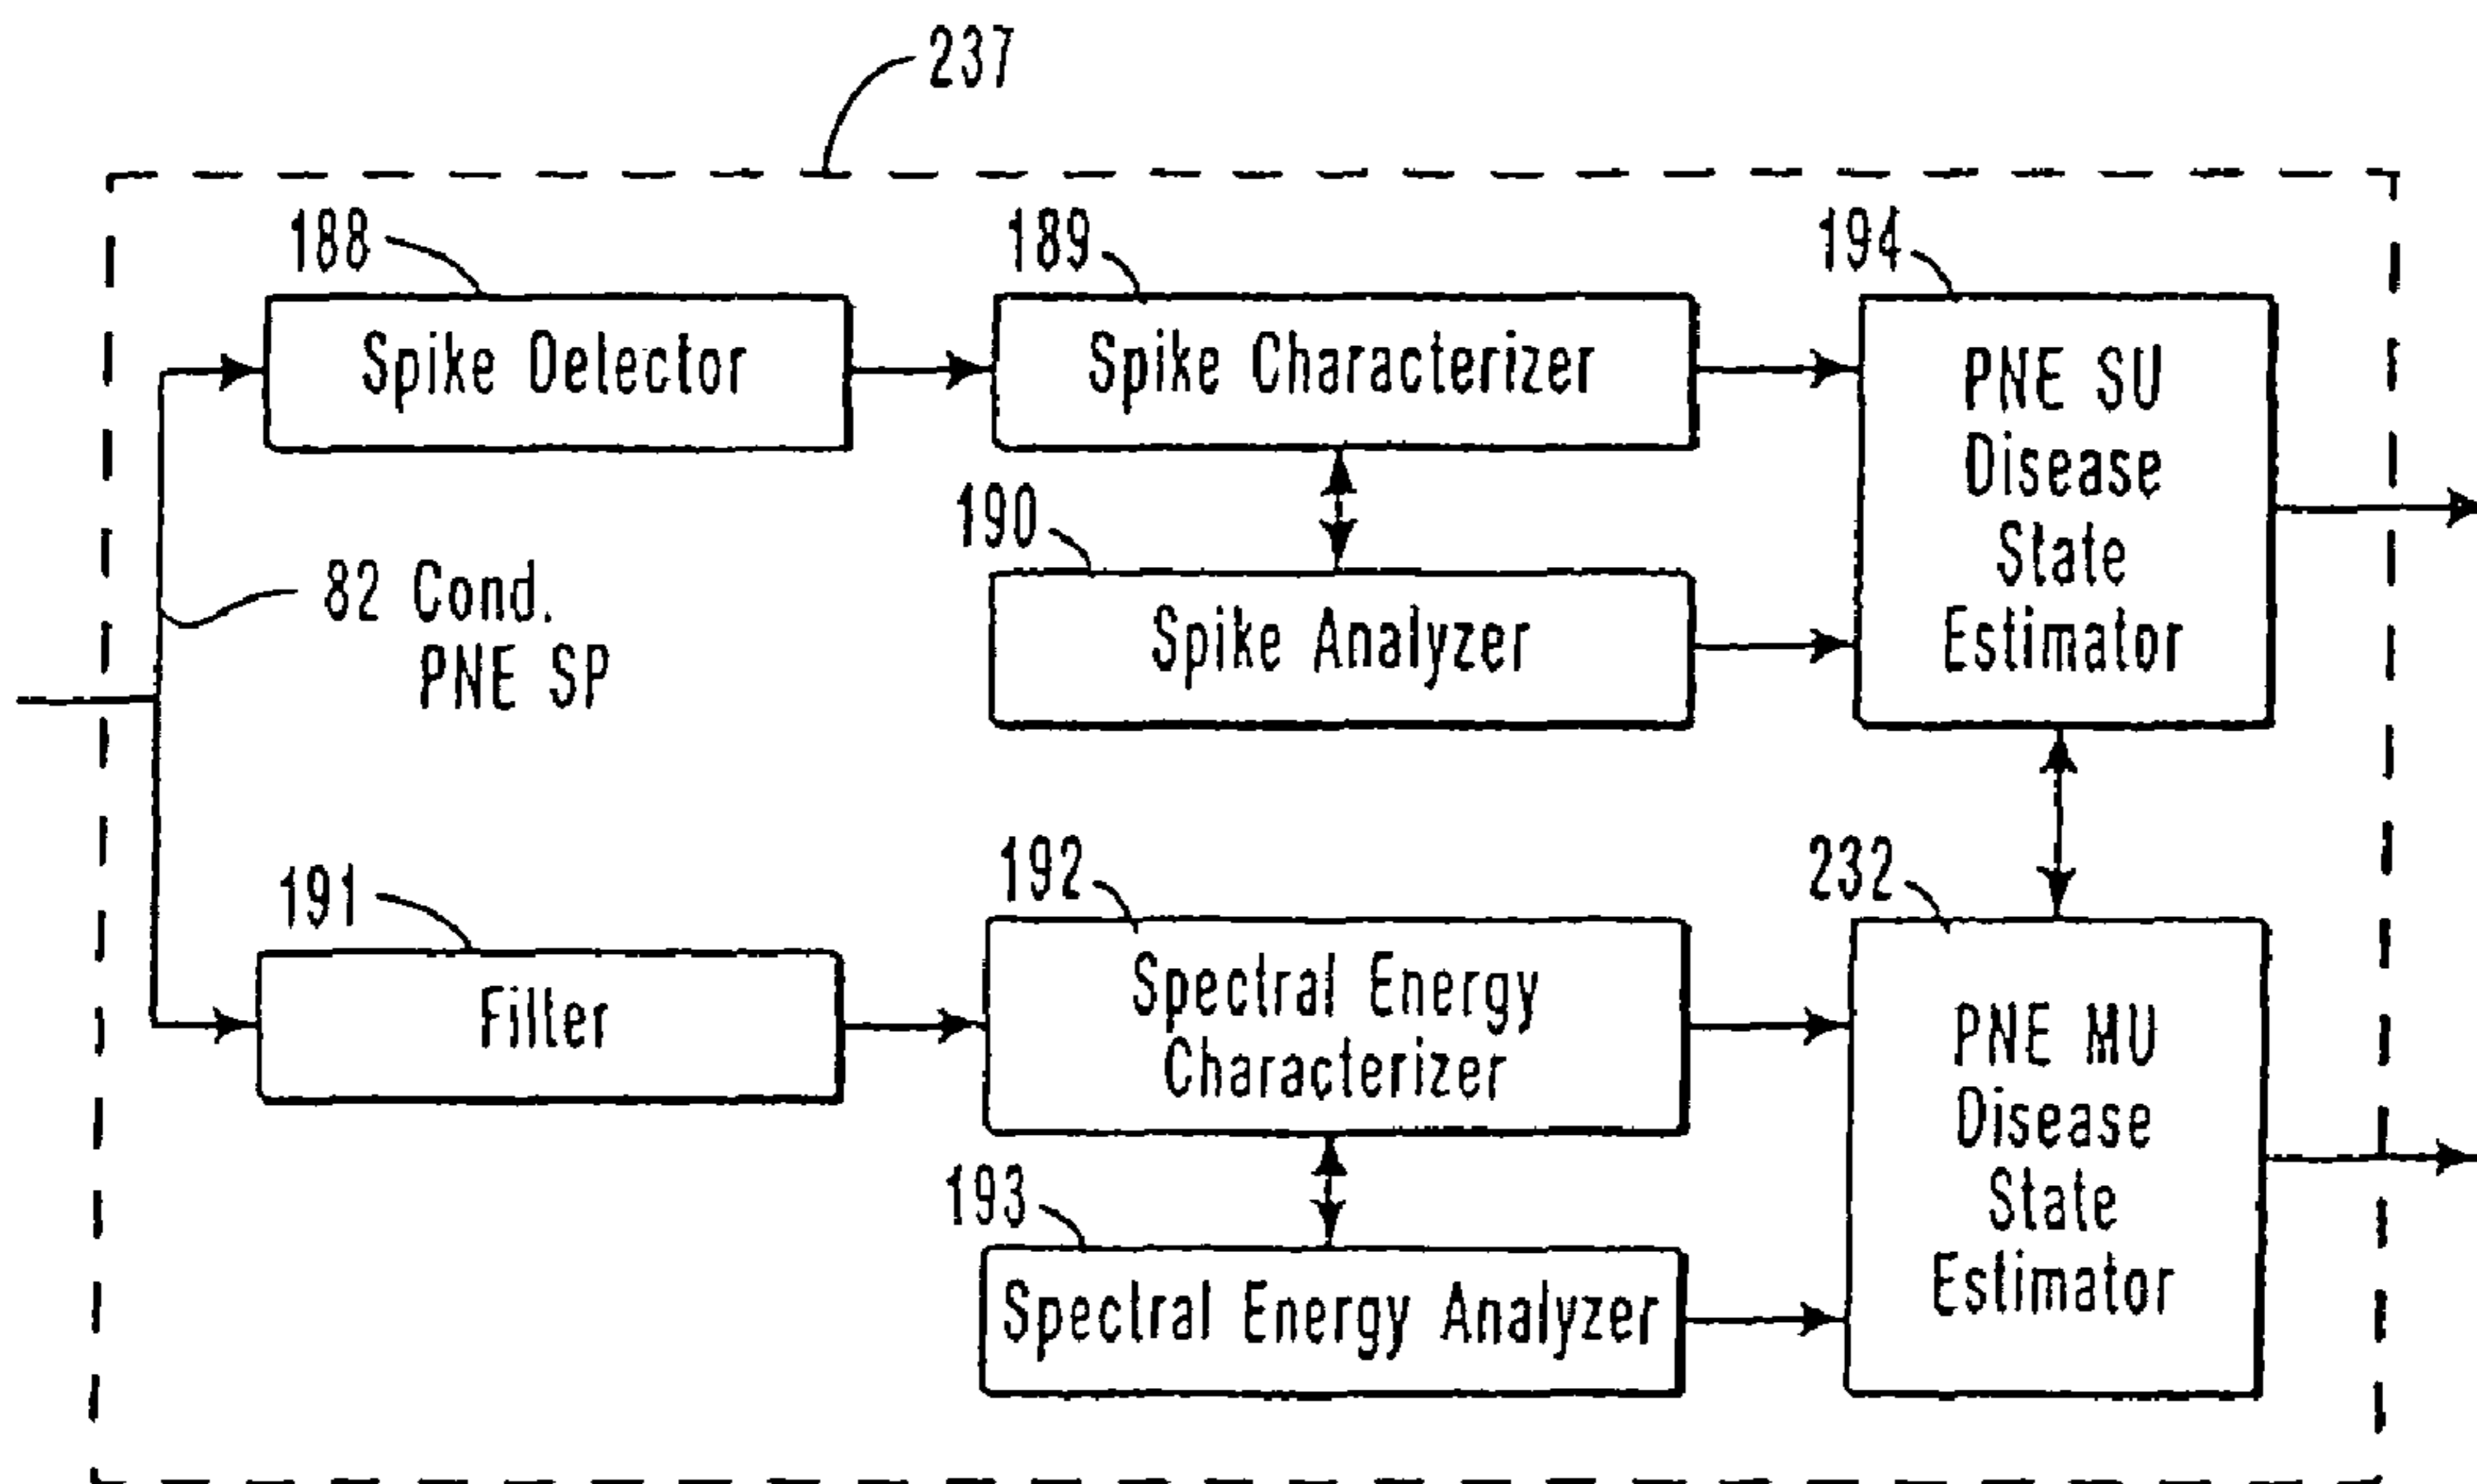 237
188
189
194
Spike Detector
Spike Characterizer
PNE SU
Disease
State
Estimator
190
Spike Analyzer
82 Cond.
PNE SP
191
192
232
Filter
Spectral Energy
Characterizer
PNE MU
Disease
State
Estimator
193
Spectral Energy Analyzer